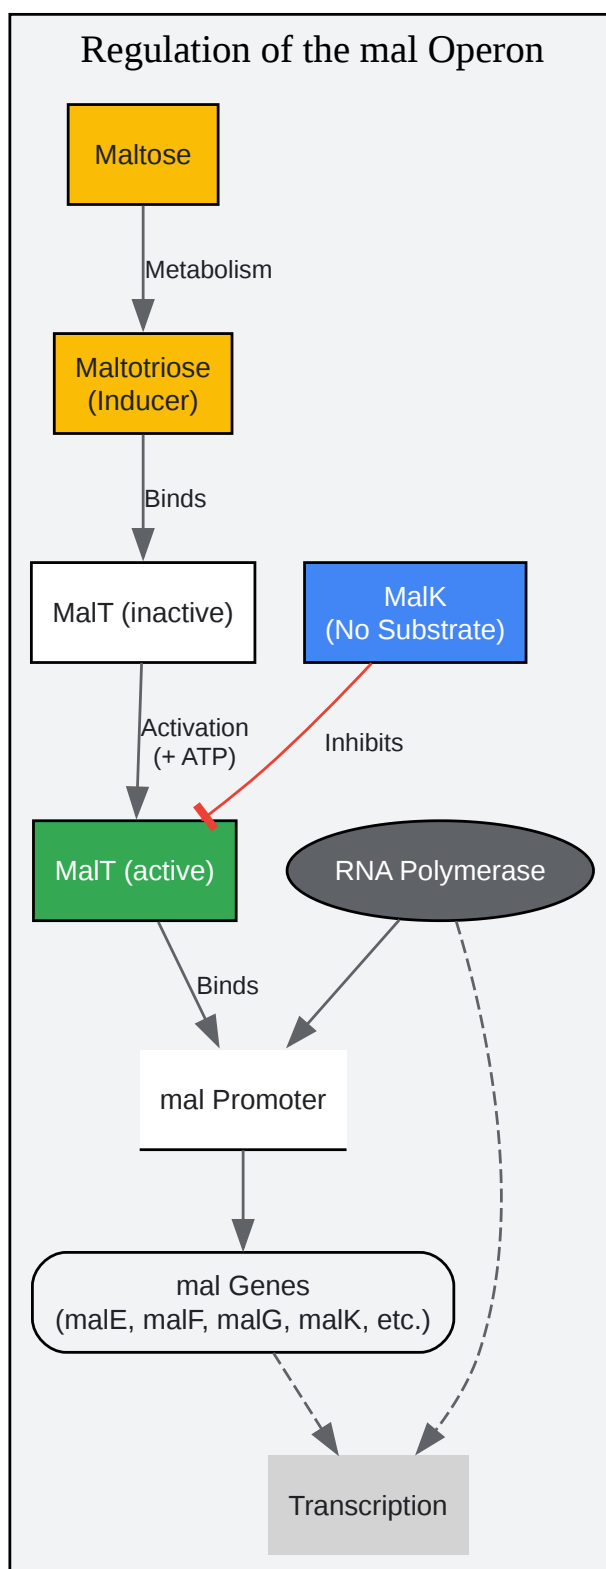 Regulation of the mal Operon
Maltose
Metabolism
Maltotriose
(Inducer)
Binds
MalT (inactive)
MalK
(No Substrate)
Activation
(+ ATP)
Inhibits
MalT (active)
RNA Polymerase
Binds
mal Promoter
mal Genes
(malE, malF, malG, malK, etc.)
Transcription